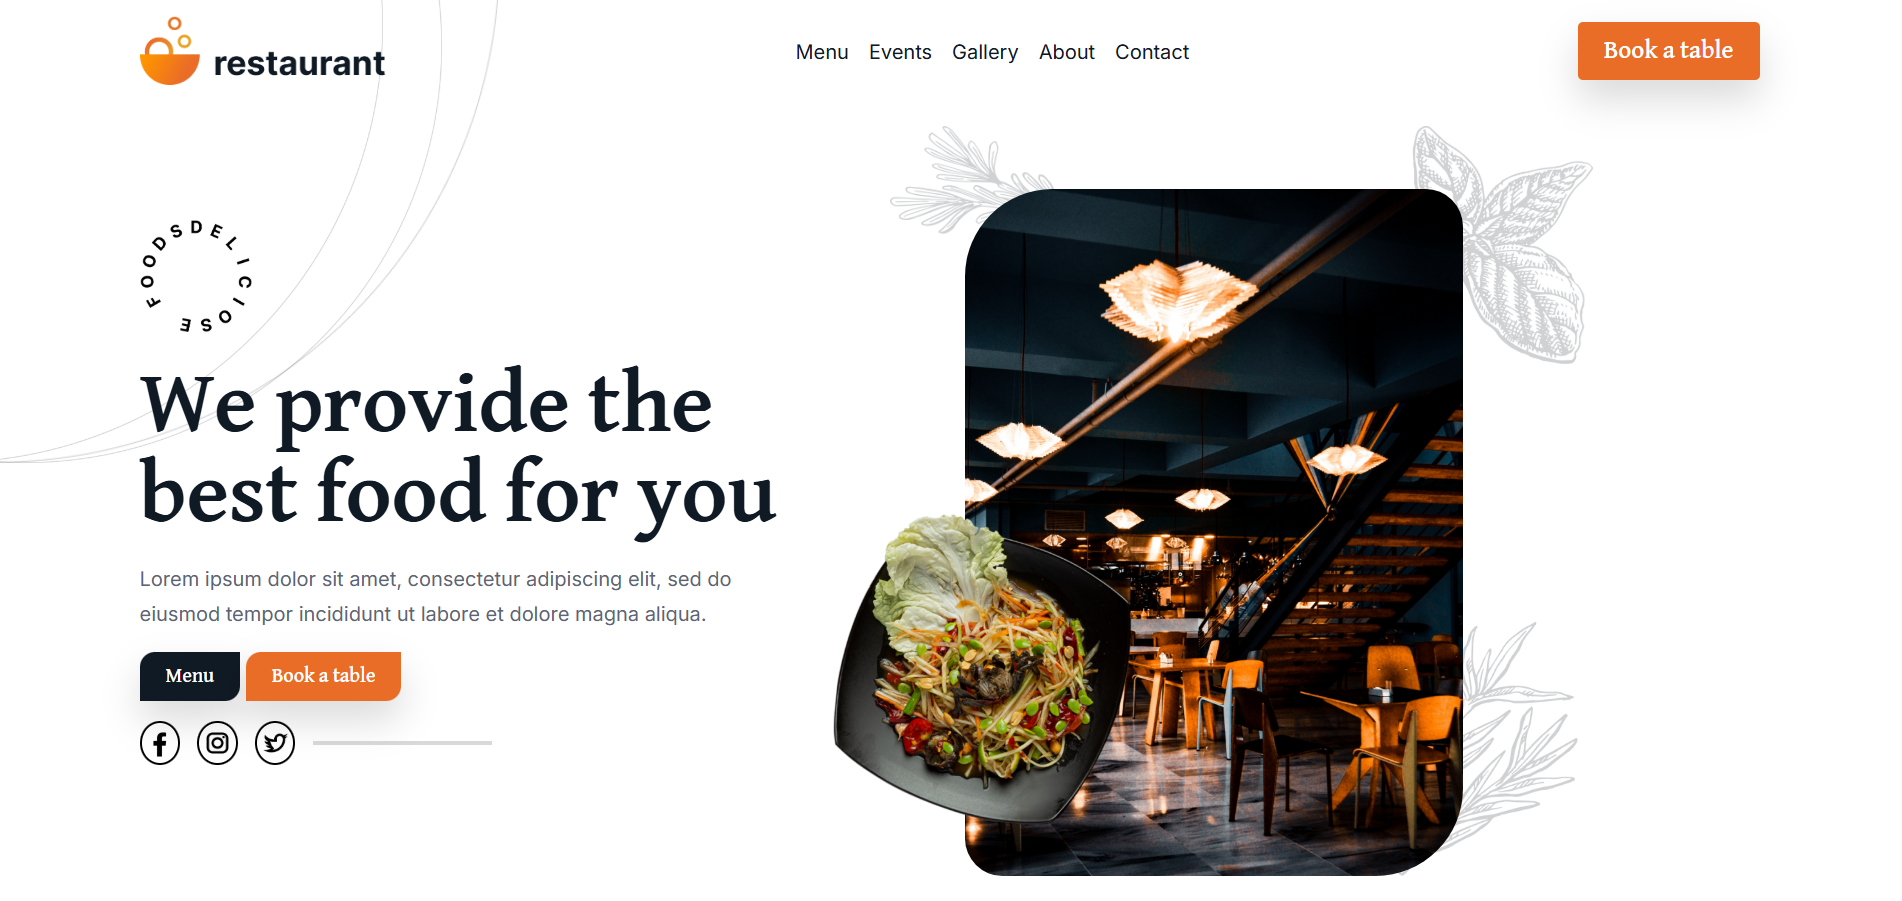 restaurant
Menu Events Gallery About Contact
Book a table
DELICIOSE FOODS
We provide the
best food for you
Lorem ipsum dolor sit amet, consectetur adipiscing elit, sed do
eiusmod tempor incididunt ut labore et dolore magna aliqua.
Menu
Book a table